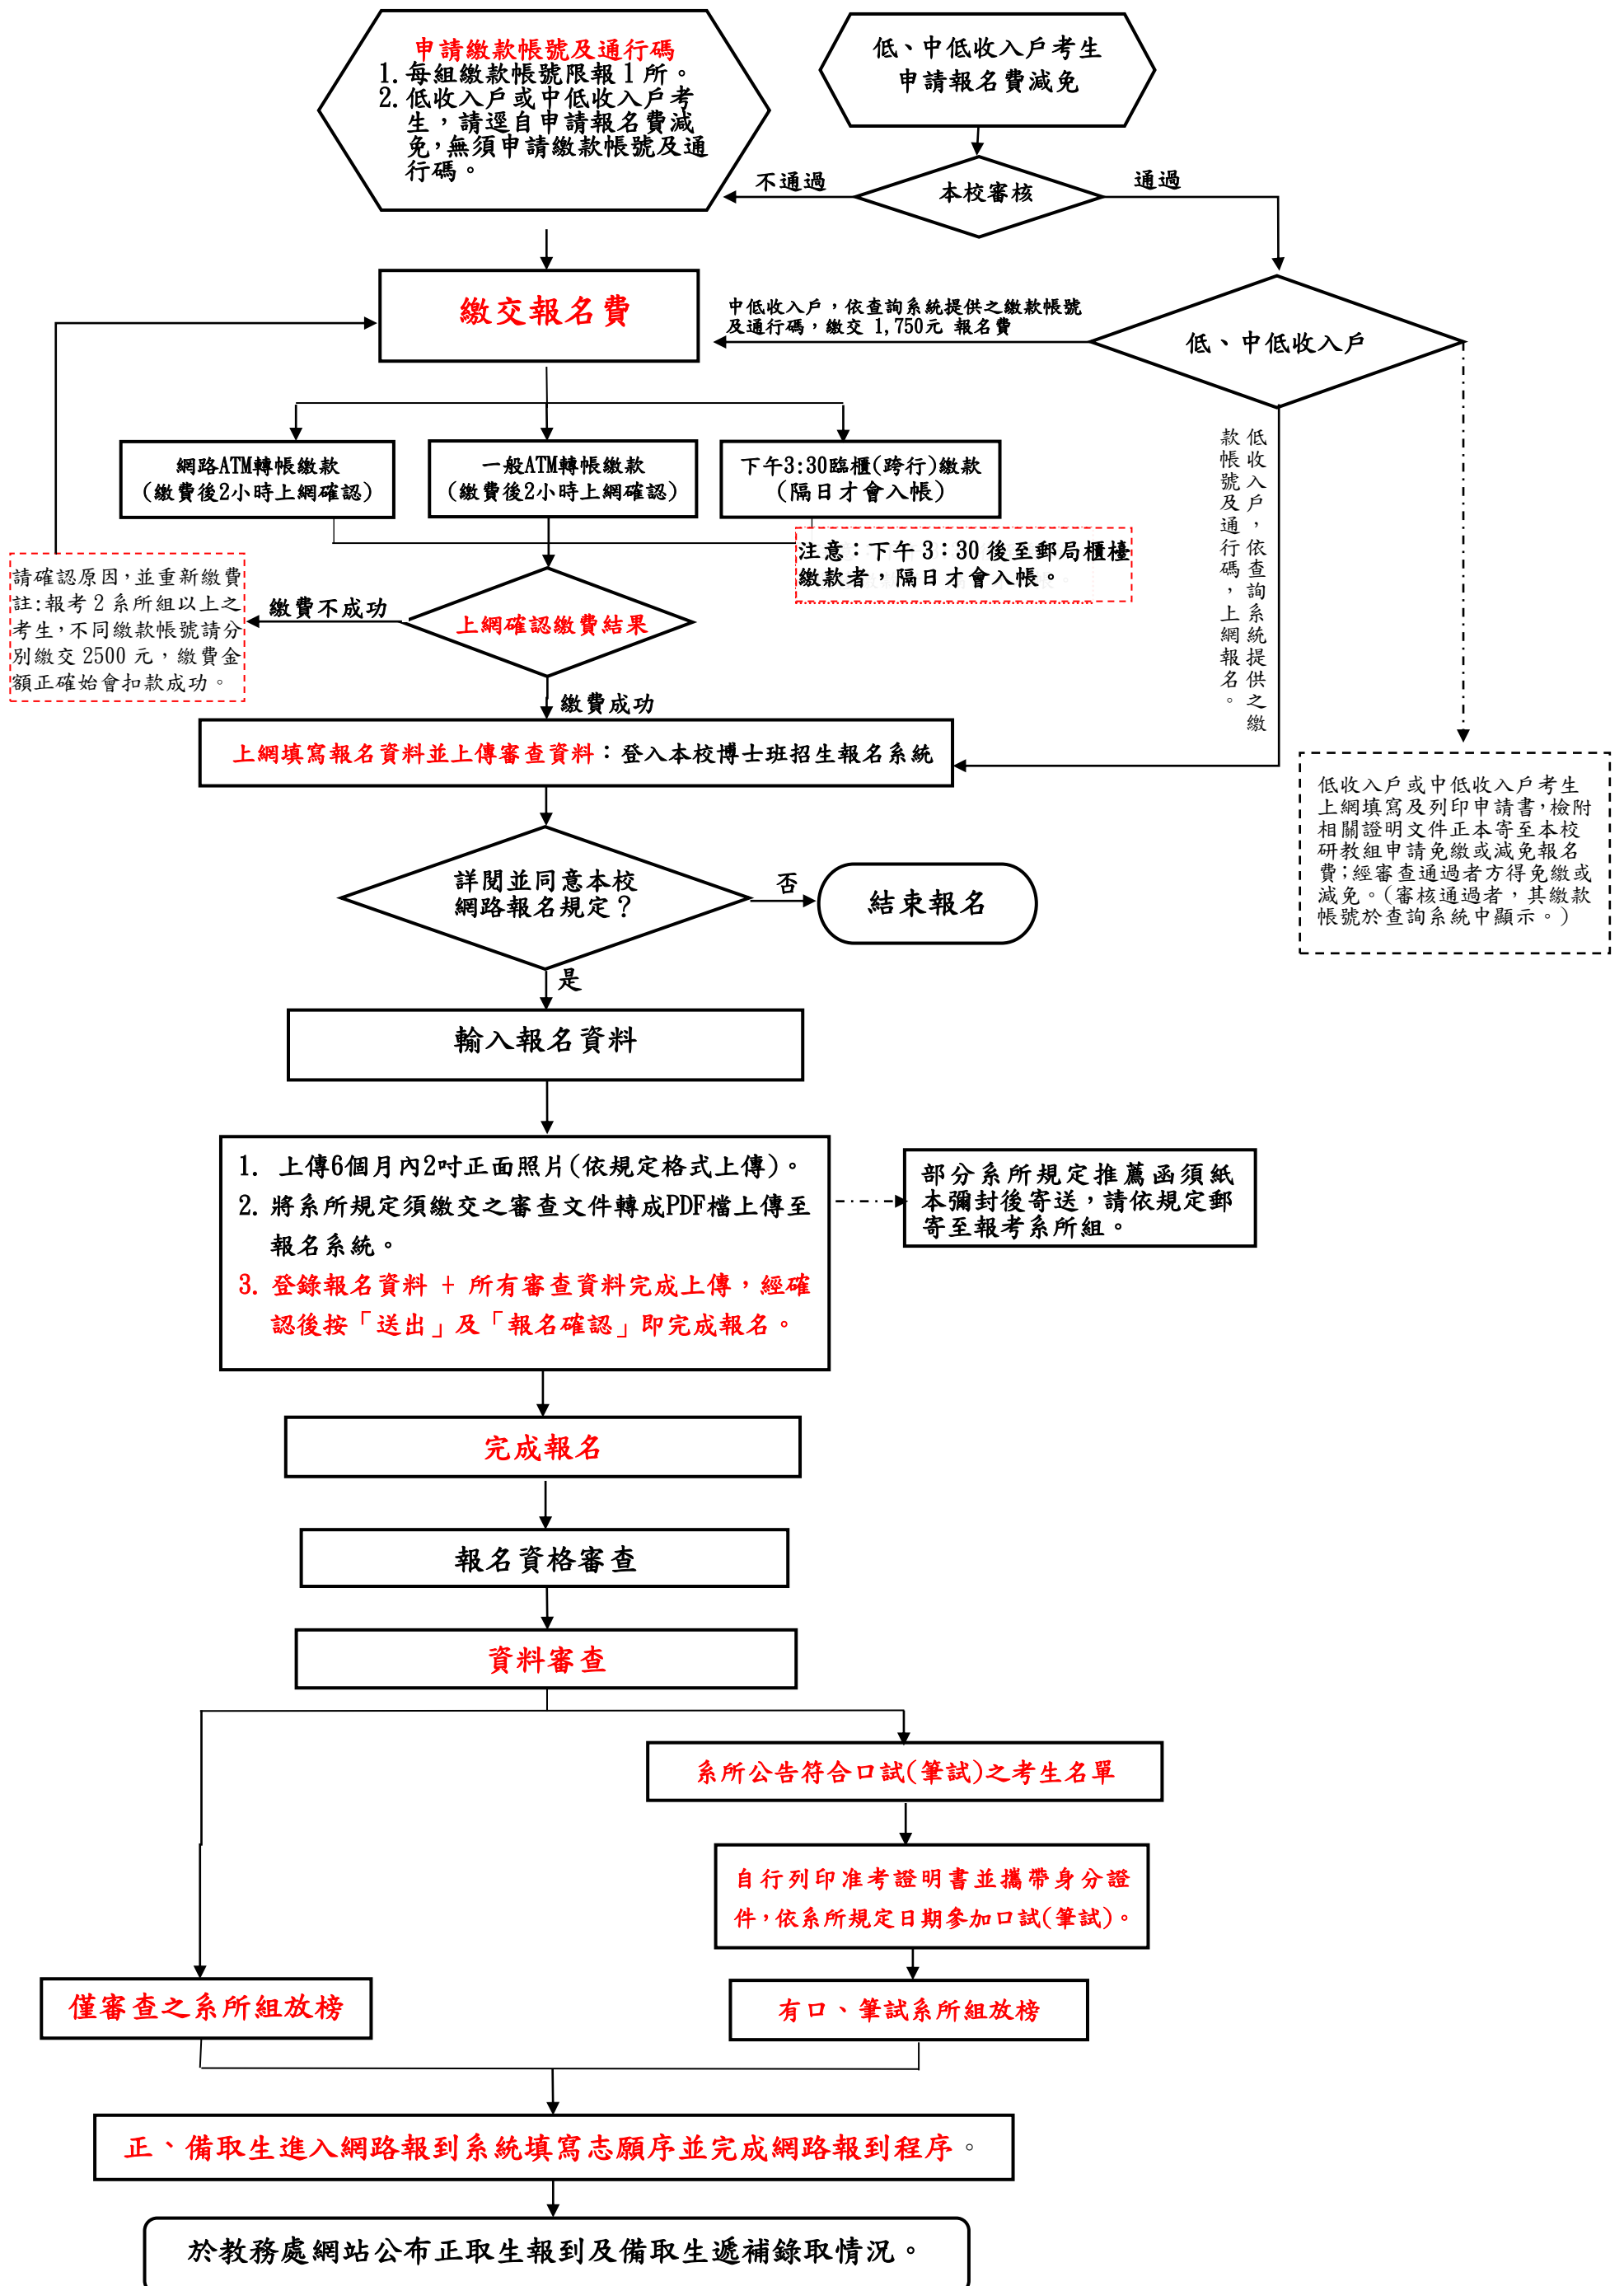 申請繳款帳號及通行碼
1. 每組繳款帳號限報 1 所。
2. 低收入戶或中低收入戶考
生，請逕自申請報名費減
免，無須申請繳款帳號及通
行碼。
低、中低收入戶考生
申請報名費減免
不通過
本校審核
通過
繳交報名費
中低收入戶，依查詢系統提供之繳款帳號
及通行碼，繳交 1,750元 報名費
低、中低收入戶
網路ATM轉帳繳款
(繳費後2小時上網確認)
一般ATM轉帳繳款
(繳費後2小時上網確認)
下午3:30臨櫃(跨行)繳款
(隔日才會入帳)
低收入戶，依查詢系統提供之繳
款帳號及通行碼，上網報名。
注意：下午 3：30 後至郵局櫃檯
繳款者，隔日才會入帳。
請確認原因，並重新繳費
註:報考 2 系所組以上之
考生，不同繳款帳號請分
別繳交 2500 元，繳費金
額正確始會扣款成功。
繳費不成功
上網確認繳費結果
繳費成功
上網填寫報名資料並上傳審查資料：登入本校博士班招生報名系統
低收入戶或中低收入戶考生
上網填寫及列印申請書，檢附
相關證明文件正本寄至本校
研教組申請免繳或減免報名
費；經審查通過者方得免繳或
減免。(審核通過者，其繳款
帳號於查詢系統中顯示。)
詳閱並同意本校
網路報名規定？
否
結束報名
是
輸入報名資料
1. 上傳6個月內2吋正面照片(依規定格式上傳)。
2. 將系所規定須繳交之審查文件轉成PDF檔上傳至
報名系統。
3. 登錄報名資料 + 所有審查資料完成上傳，經確
認後按「送出」及「報名確認」即完成報名。
部分系所規定推薦函須紙
本彌封後寄送，請依規定郵
寄至報考系所組。
完成報名
報名資格審查
資料審查
系所公告符合口試(筆試)之考生名單
自行列印准考證明書並攜帶身分證
件，依系所規定日期參加口試(筆試)。
僅審查之系所組放榜
有口、筆試系所組放榜
正、備取生進入網路報到系統填寫志願序並完成網路報到程序。
於教務處網站公布正取生報到及備取生遞補錄取情況。